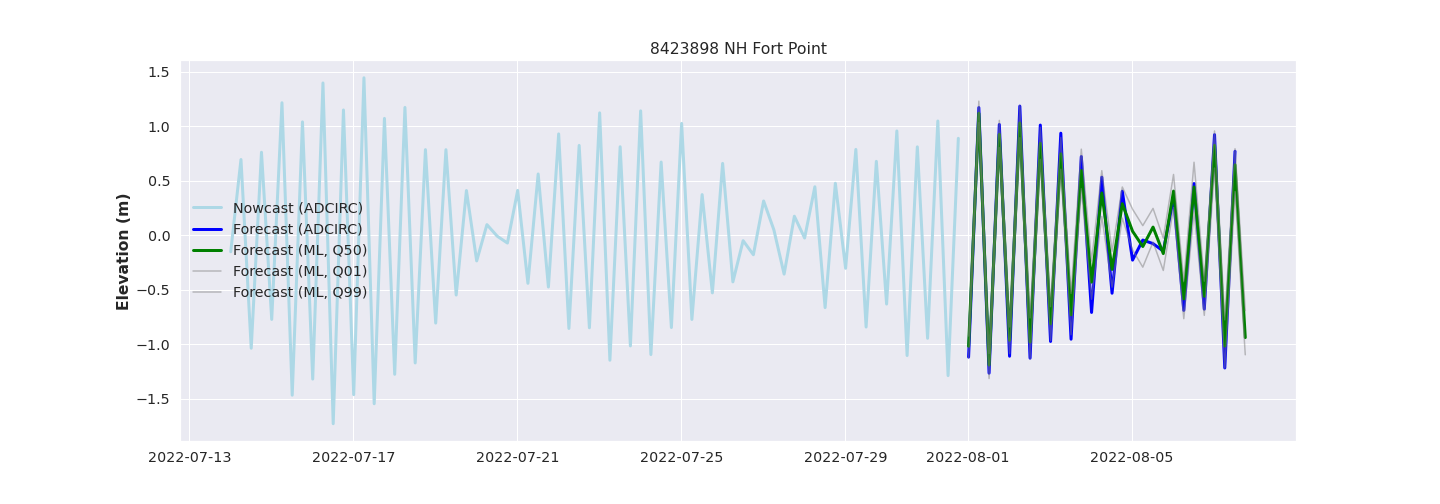 8423898 NH Fort Point
Elevation (m)
1.5
1.0
0.5
0.0
−0.5
−1.0
−1.5
Nowcast (ADCIRC)
Forecast (ADCIRC)
Forecast (ML, Q50)
Forecast (ML, Q01)
Forecast (ML, Q99)
2022-07-13 2022-07-17 2022-07-21 2022-07-25 2022-07-29 2022-08-01 2022-08-05